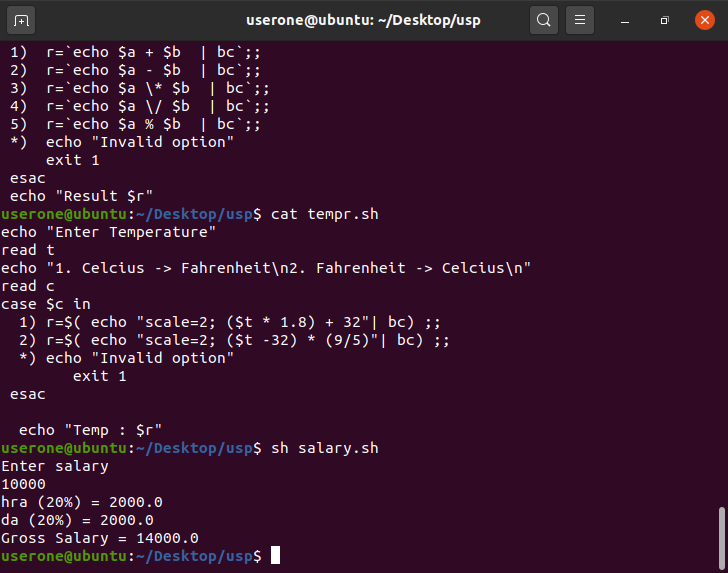 userone@ubuntu: ~/Desktop/usp
 1)  r=`echo $a + $b  | bc`;;
 2)  r=`echo $a - $b  | bc`;;
 3)  r=`echo $a \* $b  | bc`;;
 4)  r=`echo $a \/ $b  | bc`;;
 5)  r=`echo $a % $b  | bc`;;
 *)  echo "Invalid option"
     exit 1
 esac
 echo "Result $r"
userone@ubuntu:~/Desktop/usp$ cat tempr.sh
echo "Enter Temperature"
read t
echo "1. Celcius -> Fahrenheit\n2. Fahrenheit -> Celcius\n"
read c
case $c in
  1) r=$( echo "scale=2; ($t * 1.8) + 32"| bc) ;;
  2) r=$( echo "scale=2; ($t -32) * (9/5)"| bc) ;;
  *) echo "Invalid option"
        exit 1
 esac

  echo "Temp : $r"
userone@ubuntu:~/Desktop/usp$ sh salary.sh
Enter salary
10000
hra (20%) = 2000.0
da (20%) = 2000.0
Gross Salary = 14000.0
userone@ubuntu:~/Desktop/usp$